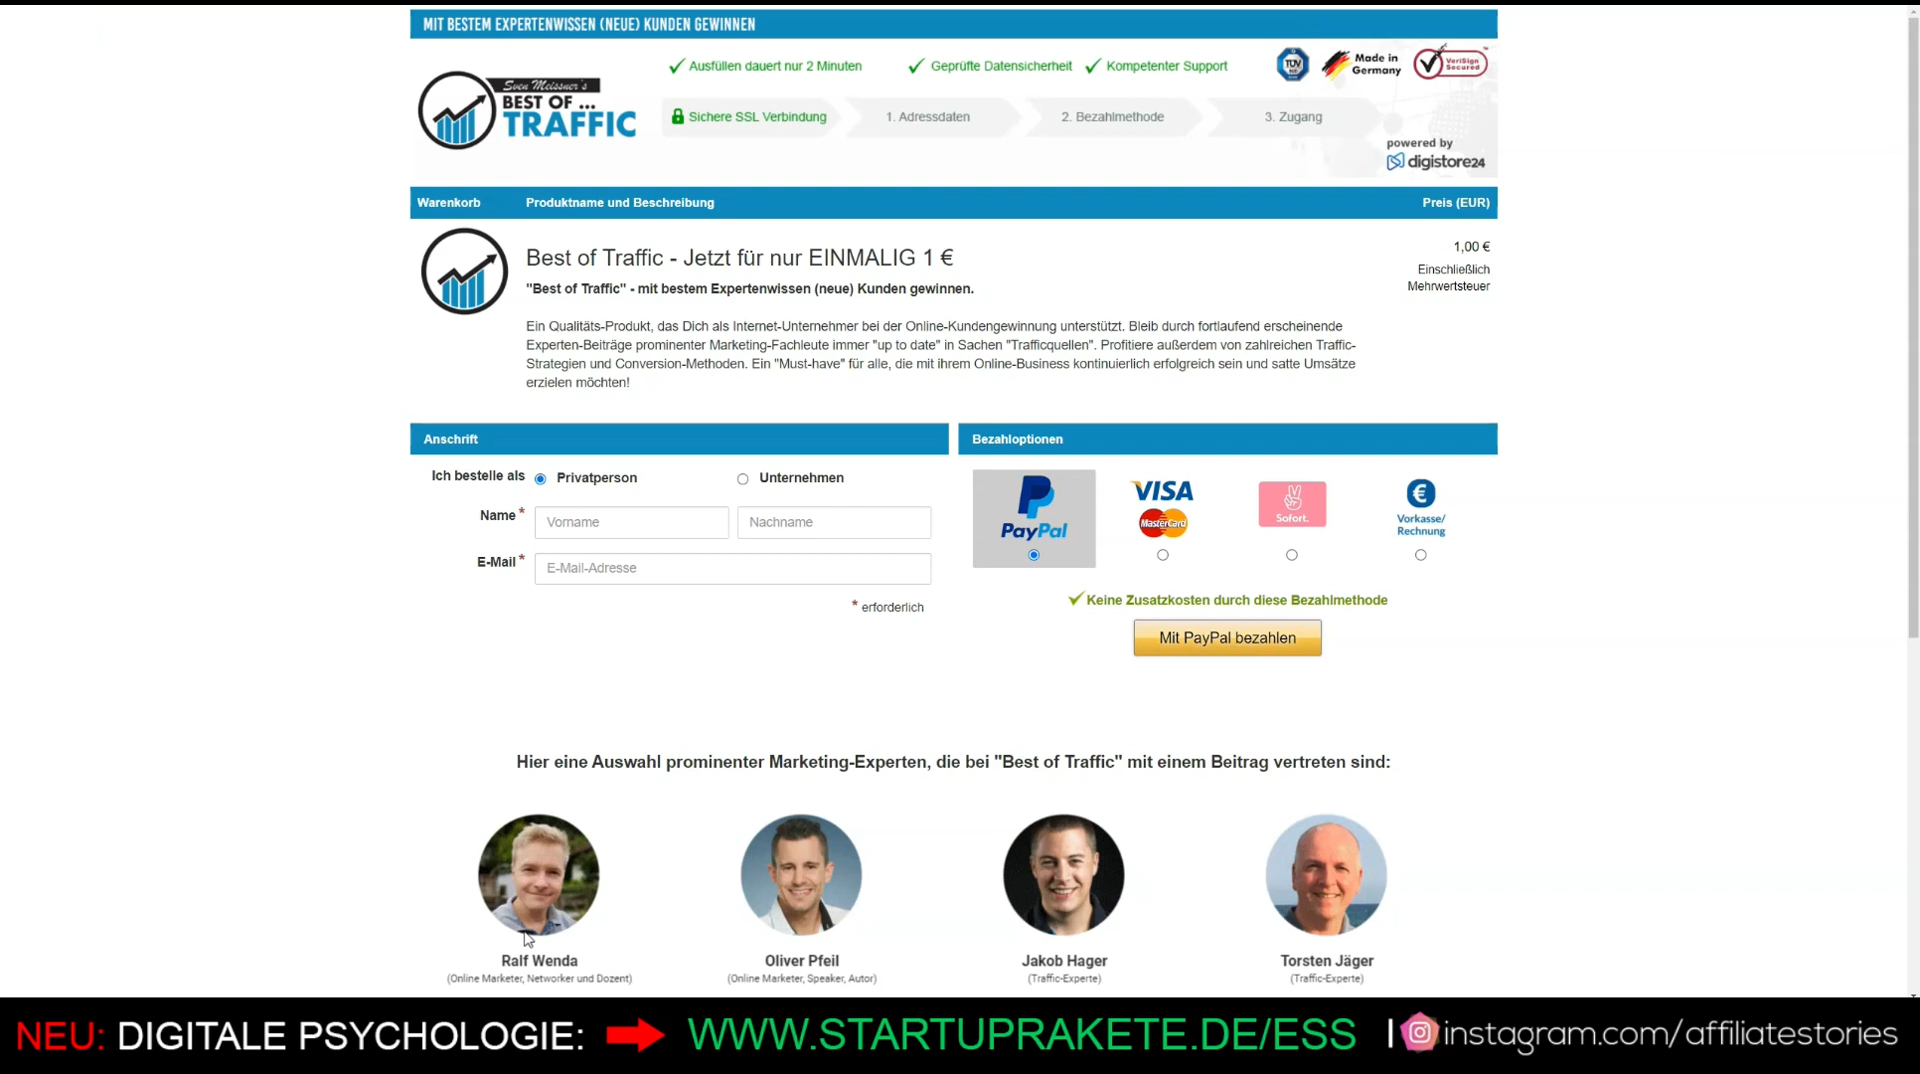 MIT BESTEM EXPERTENWISSEN (NEUE) KUNDEN GEWINNEN
Ausfüllen dauert nur 2 Minuten
Geprüfte Datensicherheit
Kompetenter Support
TÜV
Made in
Germany
VeriSign
Secured
Sven Meissner's
BEST OF ...
TRAFFIC
Sichere SSL Verbindung
1. Adressdaten
2. Bezahlmethode
3. Zugang
powered by
digistore24
Warenkorb
Produktname und Beschreibung
Preis (EUR)
Best of Traffic - Jetzt für nur EINMALIG 1 €
1,00 €
Einschließlich
Mehrwertsteuer
"Best of Traffic" - mit bestem Expertenwissen (neue) Kunden gewinnen.
Ein Qualitäts-Produkt, das Dich als Internet-Unternehmer bei der Online-Kundengewinnung unterstützt. Bleib durch fortlaufend erscheinende
Experten-Beiträge prominenter Marketing-Fachleute immer "up to date" in Sachen "Trafficquellen". Profitiere außerdem von zahlreichen Traffic-
Strategien und Conversion-Methoden. Ein "Must-have" für alle, die mit ihrem Online-Business kontinuierlich erfolgreich sein und satte Umsätze
erzielen möchten!
Anschrift
Ich bestelle als
Privatperson
Unternehmen
Name *
Vorname
Nachname
E-Mail *
E-Mail-Adresse
* erforderlich
Bezahloptionen
PayPal
VISA
MasterCard
Sofort.
€
Vorkasse/
Rechnung
Keine Zusatzkosten durch diese Bezahlmethode
Mit PayPal bezahlen
Hier eine Auswahl prominenter Marketing-Experten, die bei "Best of Traffic" mit einem Beitrag vertreten sind:
Ralf Wenda
(Online Marketer, Networker und Dozent)
Oliver Pfeil
(Online Marketer, Speaker, Autor)
Jakob Hager
(Traffic-Experte)
Torsten Jäger
(Traffic-Experte)
NEU: DIGITALE PSYCHOLOGIE: WWW.STARTUPRAKETE.DE/ESS | instagram.com/affiliatestories